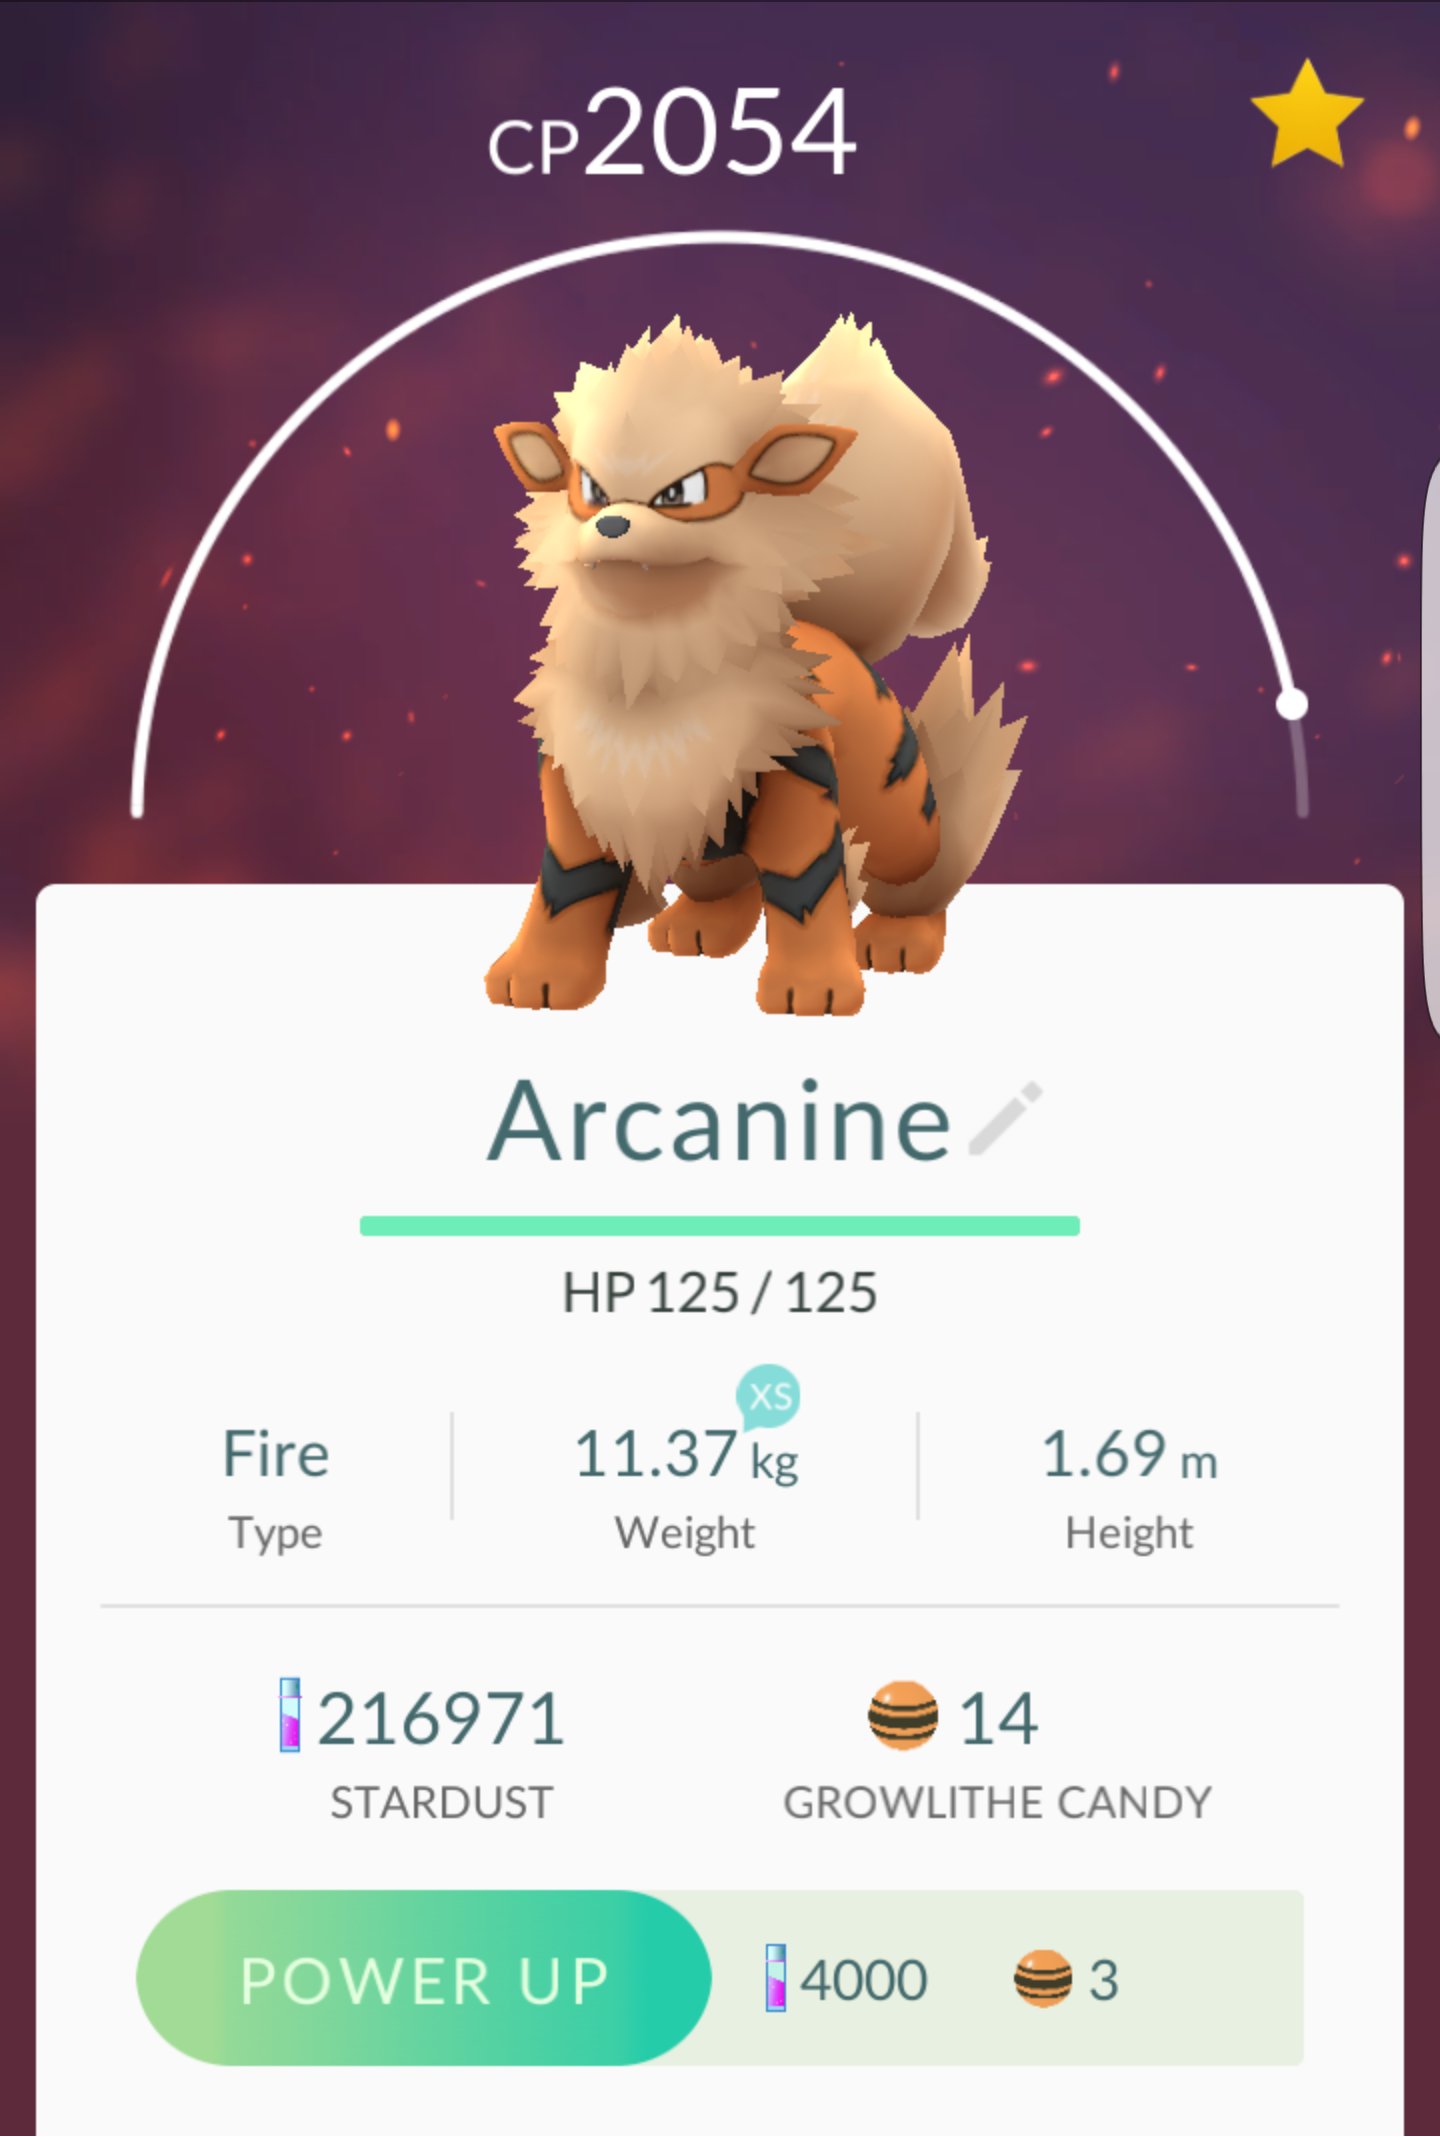 CP2054
Arcanine
HP 125 / 125
XS
Fire
Type
11.37 kg
Weight
1.69 m
Height
216971
STARDUST
14
GROWLITHE CANDY
POWER UP
4000
3